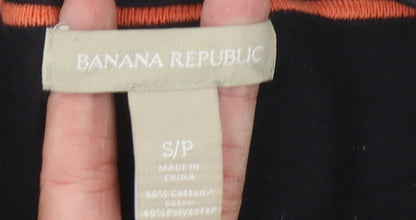 BANANA REPUBLIC
S/P
MADE IN
CHINA
60% Cotton/
Coton
40% Polyester